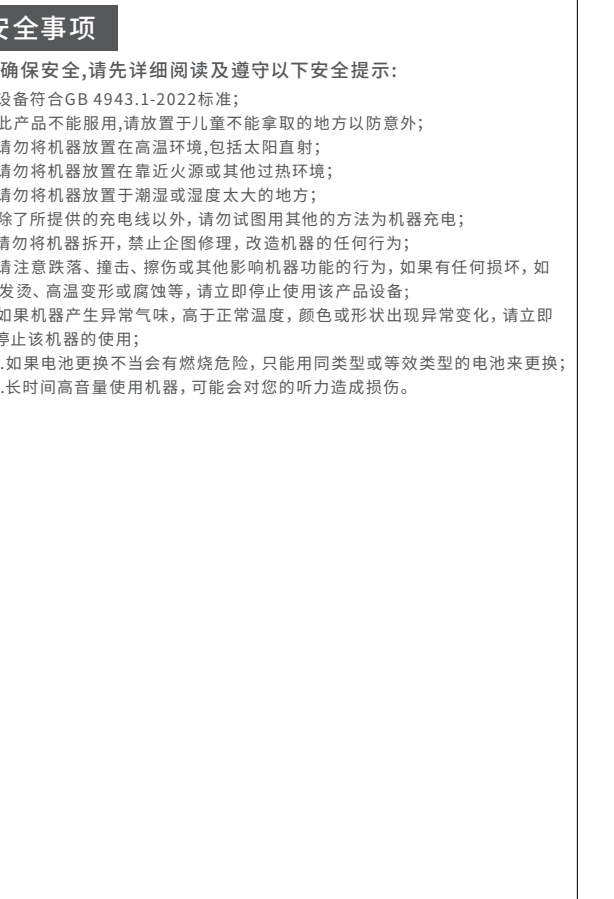 安全事项
确保安全,请先详细阅读及遵守以下安全提示:
设备符合GB 4943.1-2022标准；
此产品不能服用,请放置于儿童不能拿取的地方以防意外；
请勿将机器放置在高温环境,包括太阳直射；
请勿将机器放置在靠近火源或其他过热环境；
请勿将机器放置于潮湿或湿度太大的地方；
除了所提供的充电线以外，请勿试图用其他的方法为机器充电；
请勿将机器拆开，禁止企图修理，改造机器的任何行为；
请注意跌落、撞击、擦伤或其他影响机器功能的行为，如果有任何损坏，如
发烫、高温变形或腐蚀等，请立即停止使用该产品设备；
如果机器产生异常气味，高于正常温度，颜色或形状出现异常变化，请立即
停止该机器的使用；
.如果电池更换不当会有燃烧危险，只能用同类型或等效类型的电池来更换；
.长时间高音量使用机器，可能会对您的听力造成损伤。